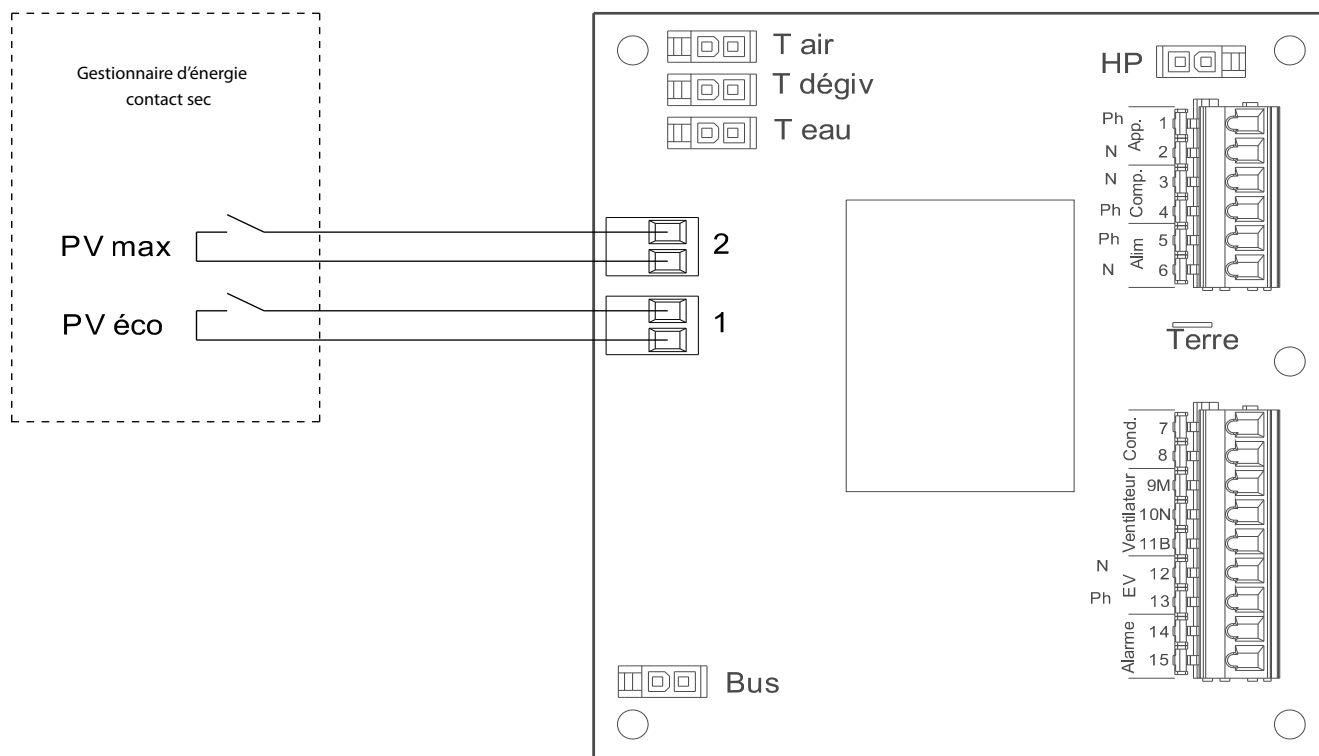 Gestionnaire d’énergie
contact sec
PV max
PV éco
2
1
T air
T dégiv
T eau
HP
App.
Ph 1
N 2
Comp.
N 3
Ph 4
Alim
Ph 5
N 6
Terre
Cond.
7
8
Ventilateur
9M
10N
11B
EV
N 12
Ph 13
Alarme
14
15
Bus